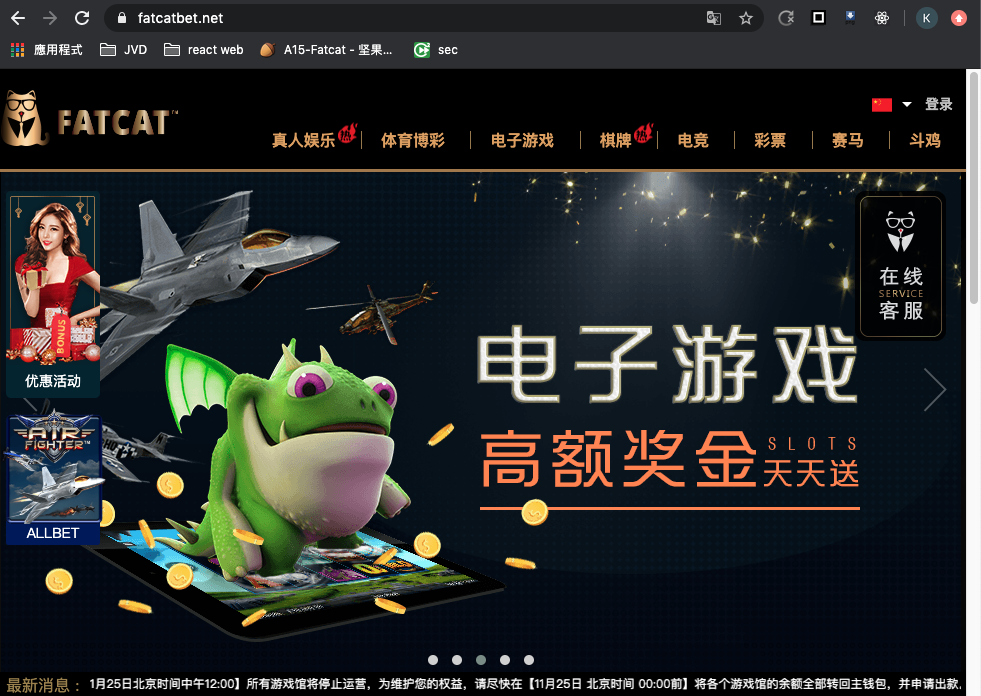 fatcatbet.net
K
應用程式
JVD
react web
A15-Fatcat - 坚果...
sec
FATCAT™
登录
真人娱乐
体育博彩
电子游戏
棋牌
电竞
彩票
赛马
斗鸡
BONUS
优惠活动
AIR
FIGHTER™
ALLBET
在线
SERVICE
客服
电子游戏
高额奖金
SLOTS
天天送
最新消息：
1月25日北京时间中午12:00】所有游戏馆将停止运营，为维护您的权益，请尽快在【11月25日 北京时间 00:00前】将各个游戏馆的余额全部转回主钱包，并申请出款,